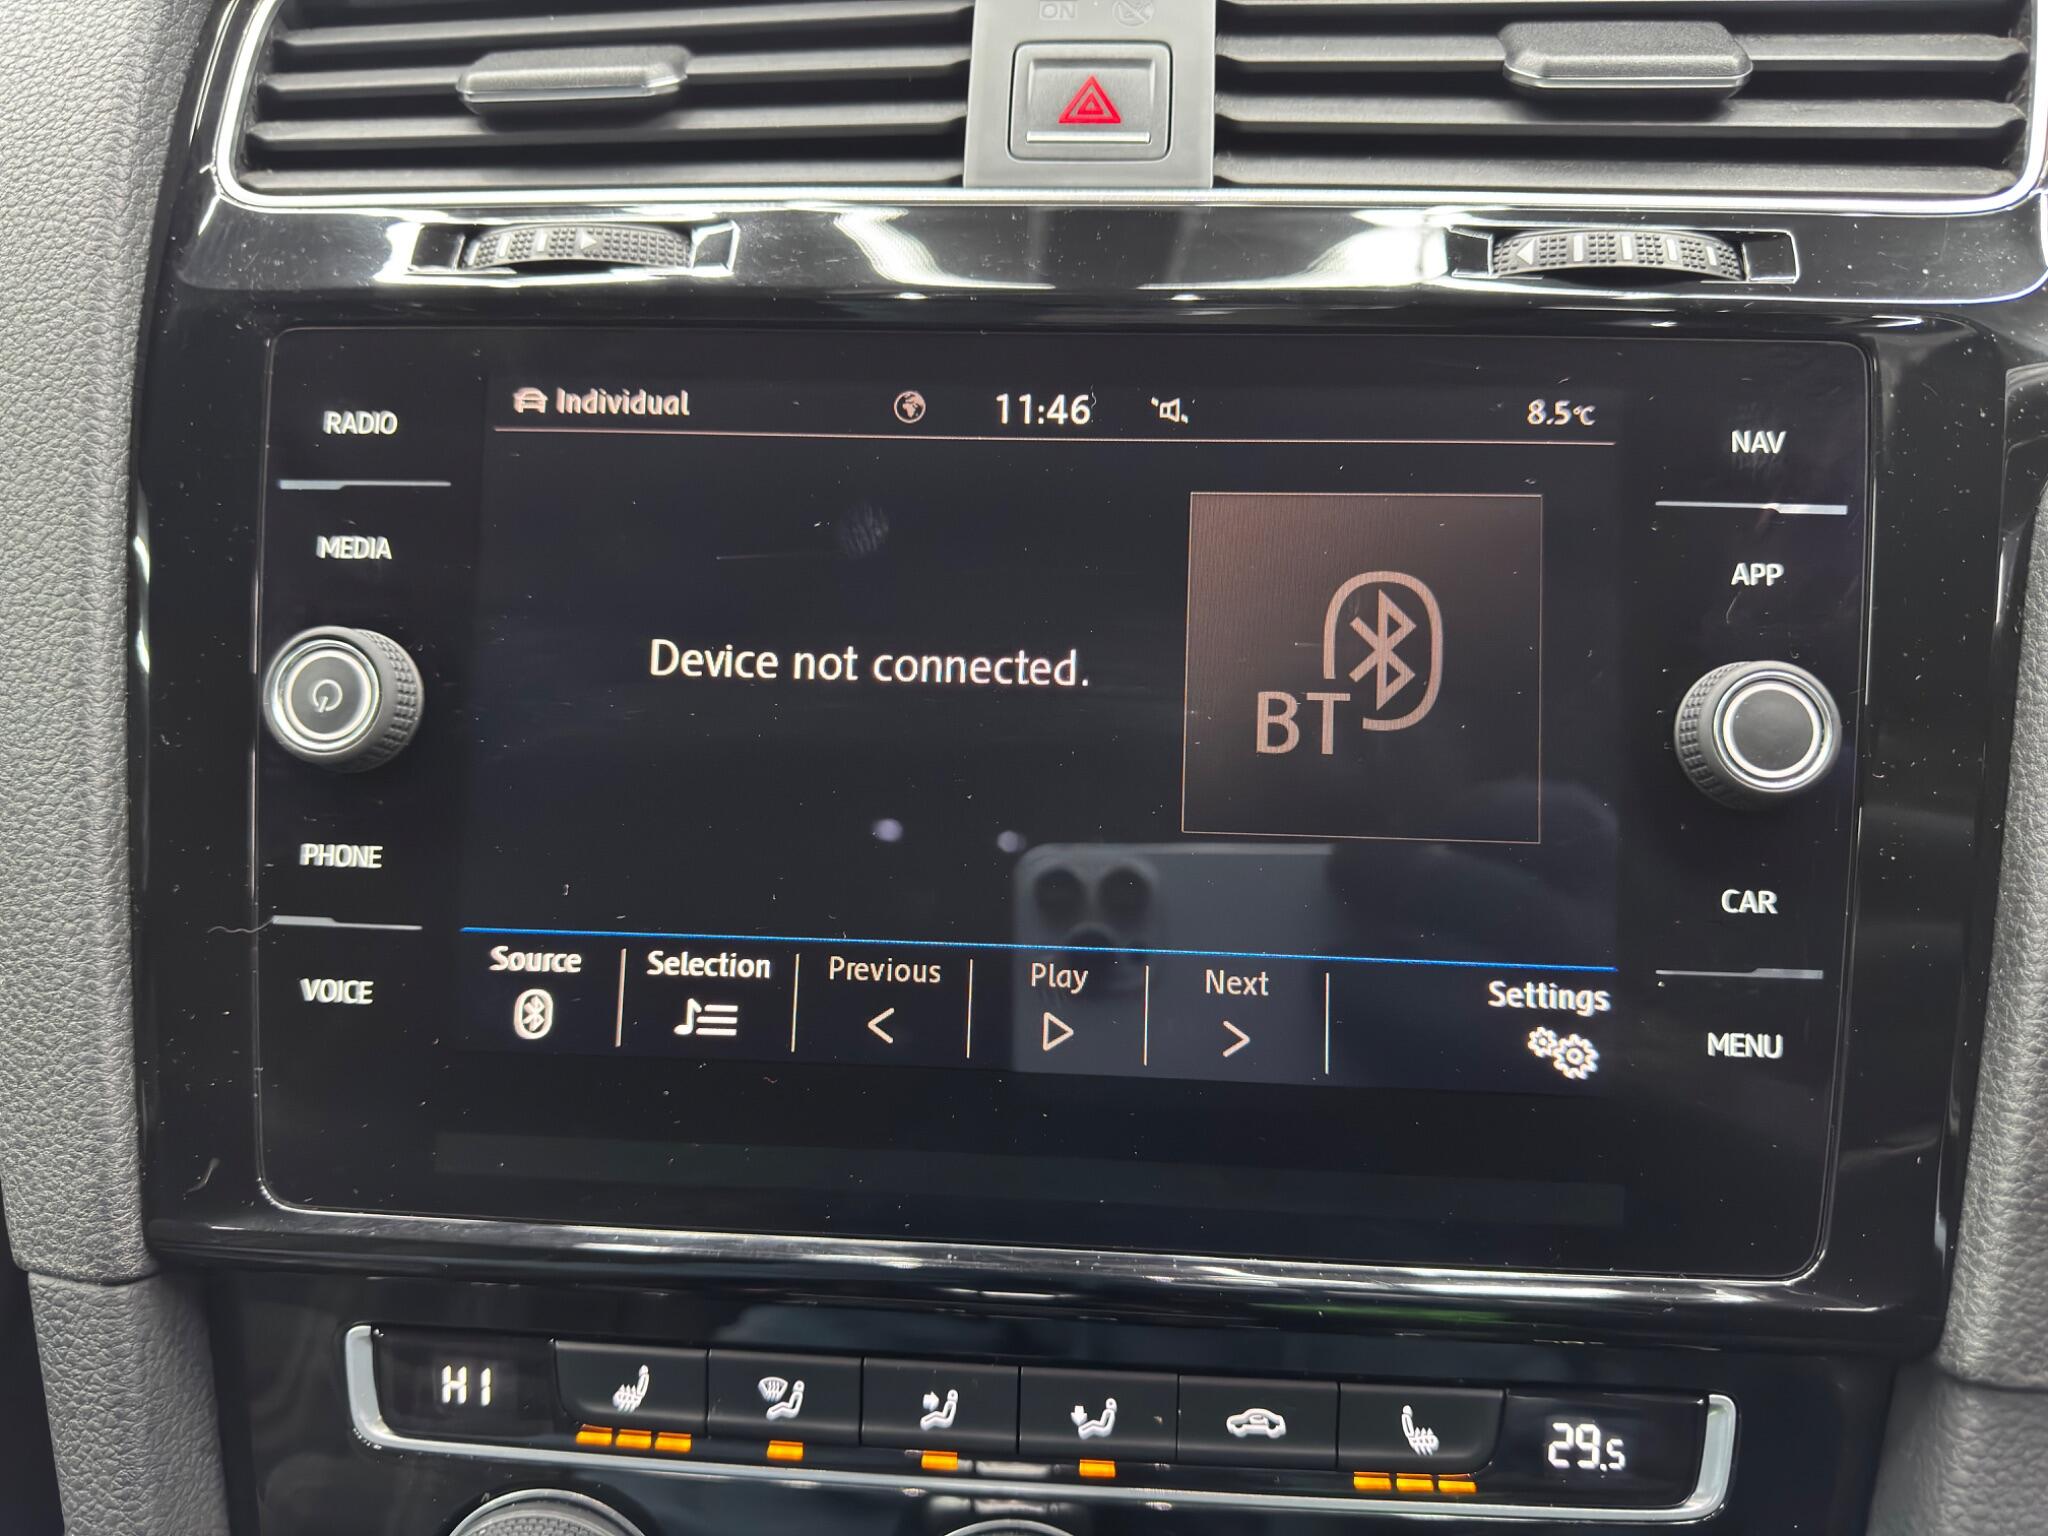 ON
RADIO
MEDIA
PHONE
VOICE
Individual
11:46
8.5°C
Device not connected.
BT
Source
Selection
Previous
Play
Next
Settings
NAV
APP
CAR
MENU
HI
29.5